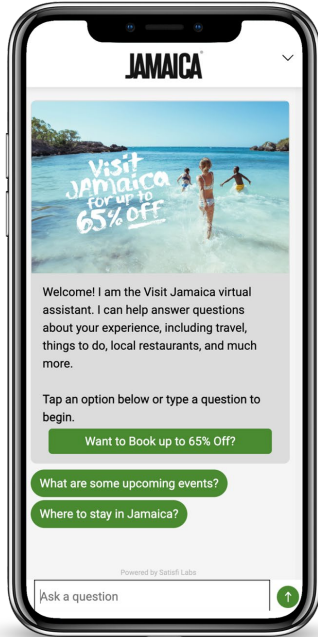 JAMAICA
Visit
JAMAICA
for up to
65% OFF
Welcome! I am the Visit Jamaica virtual
assistant. I can help answer questions
about your experience, including travel,
things to do, local restaurants, and much
more.
Tap an option below or type a question to
begin.
Want to Book up to 65% Off?
What are some upcoming events?
Where to stay in Jamaica?
Powered by Satisfi Labs
Ask a question